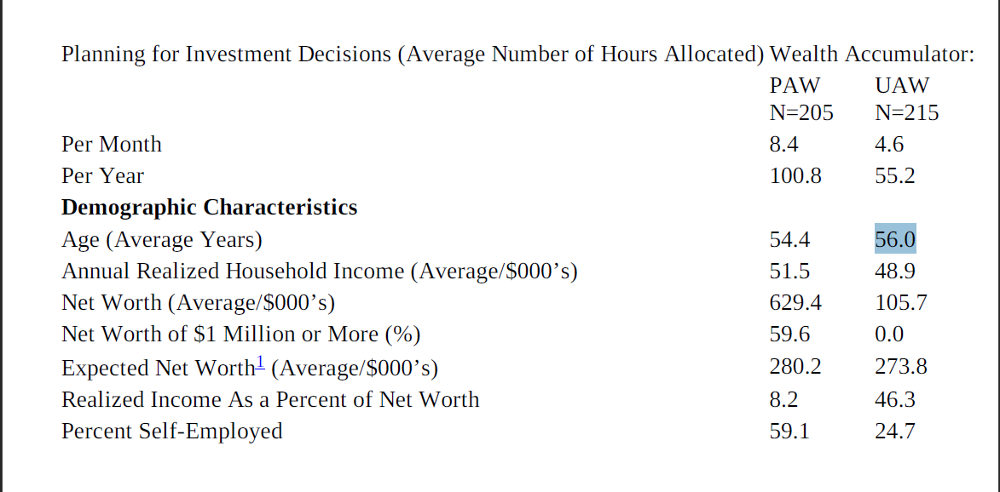 Planning for Investment Decisions (Average Number of Hours Allocated) Wealth Accumulator:
PAW UAW
N=205 N=215
Per Month 8.4 4.6
Per Year 100.8 55.2
Demographic Characteristics
Age (Average Years) 54.4 56.0
Annual Realized Household Income (Average/$000’s) 51.5 48.9
Net Worth (Average/$000’s) 629.4 105.7
Net Worth of $1 Million or More (%) 59.6 0.0
Expected Net Worth1 (Average/$000’s) 280.2 273.8
Realized Income As a Percent of Net Worth 8.2 46.3
Percent Self-Employed 59.1 24.7